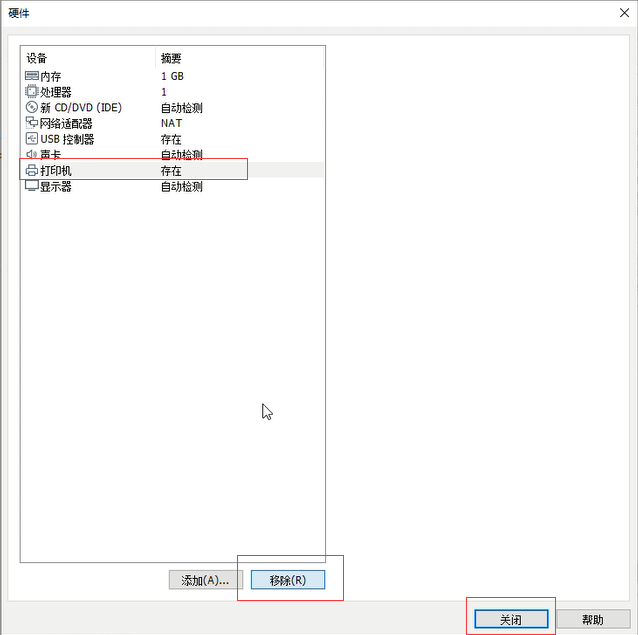 硬件
设备 摘要
内存 1 GB
处理器 1
新 CD/DVD (IDE) 自动检测
网络适配器 NAT
USB 控制器 存在
声卡 自动检测
打印机 存在
显示器 自动检测
添加(A)... 移除(R)
关闭 帮助